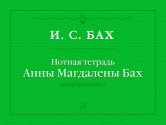 И. С. БАХ
Нотная тетрадь
Анны Магдалены Бах
для фортепиано